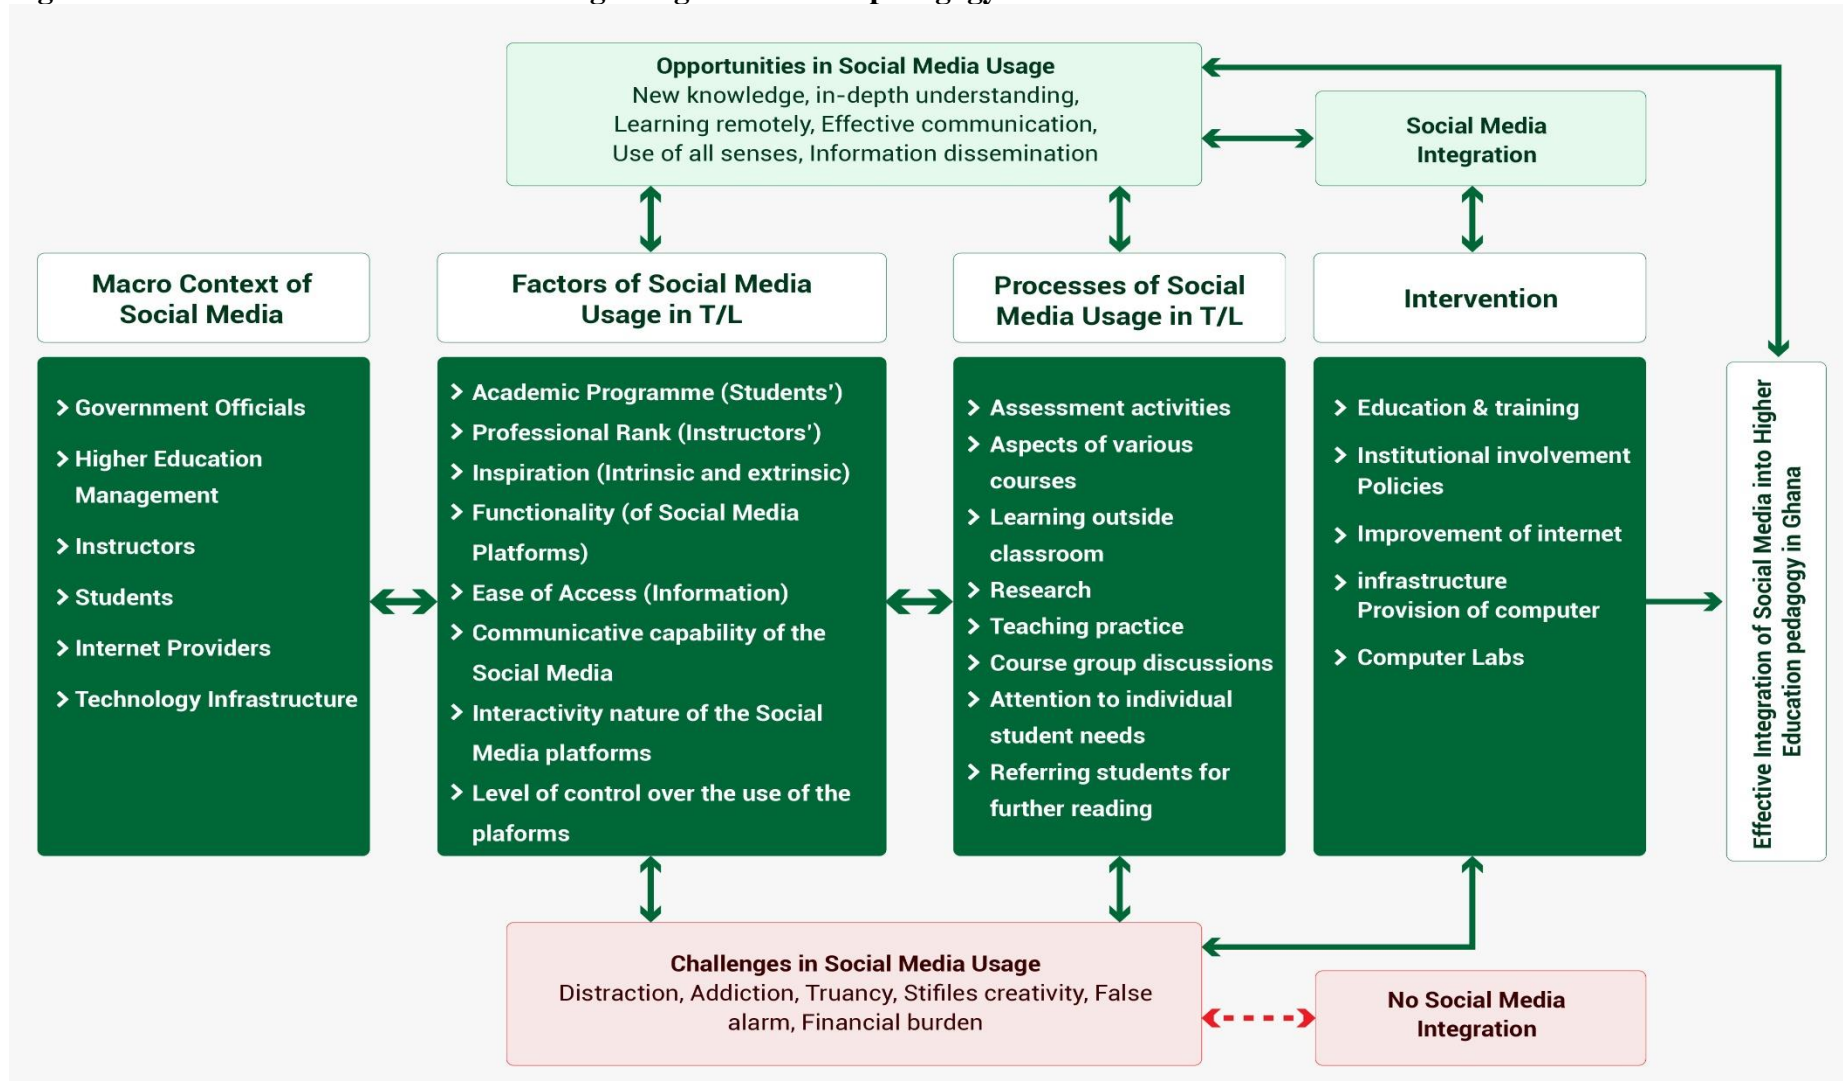 Opportunities in Social Media Usage
New knowledge, in-depth understanding,
Learning remotely, Effective communication,
Use of all senses, Information dissemination
Social Media
Integration
Macro Context of
Social Media
> Government Officials
> Higher Education
Management
> Instructors
> Students
> Internet Providers
> Technology Infrastructure
Factors of Social Media
Usage in T/L
> Academic Programme (Students')
> Professional Rank (Instructors')
> Inspiration (Intrinsic and extrinsic)
> Functionality (of Social Media
Platforms)
> Ease of Access (Information)
> Communicative capability of the
Social Media
> Interactivity nature of the Social
Media platforms
> Level of control over the use of the
plaforms
Processes of Social
Media Usage in T/L
> Assessment activities
> Aspects of various
courses
> Learning outside
classroom
> Research
> Teaching practice
> Course group discussions
> Attention to individual
student needs
> Referring students for
further reading
Intervention
> Education & training
> Institutional involvement
Policies
> Improvement of internet
> infrastructure
Provision of computer
> Computer Labs
Effective Integration of Social Media into Higher
Education pedagogy in Ghana
Challenges in Social Media Usage
Distraction, Addiction, Truancy, Stifiles creativity, False
alarm, Financial burden
No Social Media
Integration